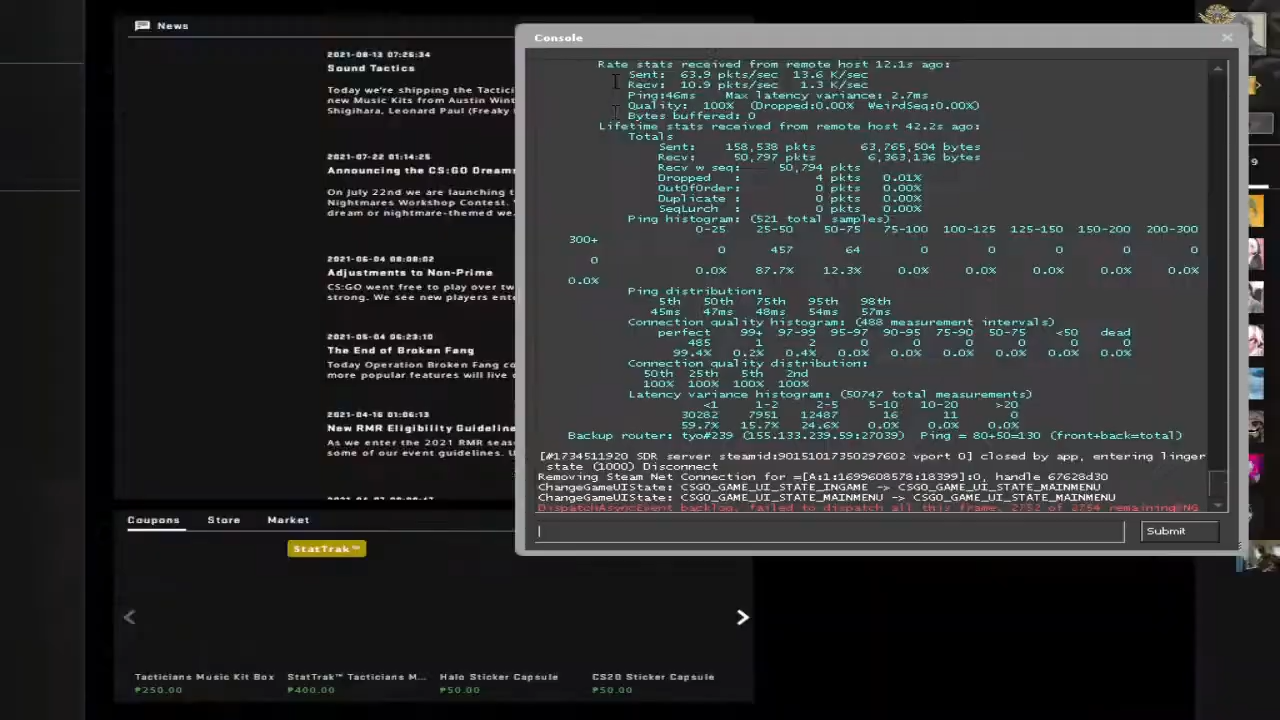 News
2021-08-13 07:26:34
Sound Tactics
Today we're shipping the Tactici
new Music Kits from Austin Wint
Shigihara, Leonard Paul (Freaky
2021-07-22 01:14:25
Announcing the CS:GO Dreams
On July 22nd we are launching t
Nightmares Workshop Contest.
dream or nightmare-themed we
2021-06-04 08:08:02
Adjustments to Non-Prime
CS:GO went free to play over tw
strong. We see new players ente
2021-05-04 06:23:10
The End of Broken Fang
Today Operation Broken Fang co
more popular features will live
2021-04-16 01:06:13
New RMR Eligibility Guideline
As we enter the 2021 RMR seas
some of our event guidelines. U
Coupons Store Market
StatTrak™
Tacticians Music Kit Box StatTrak™ Tacticians M... Halo Sticker Capsule CS20 Sticker Capsule
₱250.00 ₱400.00 ₱50.00 ₱50.00
Console
Rate stats received from remote host 12.1s ago:
Sent: 63.9 pkts/sec 13.6 K/sec
Recv: 10.9 pkts/sec 1.3 K/sec
Ping:46ms Max latency variance: 2.7ms
Quality: 100% (Dropped:0.00% WeirdSeq:0.00%)
Bytes buffered: 0
Lifetime stats received from remote host 42.2s ago:
Totals
Sent: 158,538 pkts 63,765,504 bytes
Recv: 50,797 pkts 6,363,136 bytes
Recv w seq: 50,794 pkts
Dropped : 4 pkts 0.01%
OutOfOrder: 0 pkts 0.00%
Duplicate : 0 pkts 0.00%
SeqLurch : 0 pkts 0.00%
Ping histogram: (521 total samples)
0-25 25-50 50-75 75-100 100-125 125-150 150-200 200-300
300+
0 457 64 0 0 0 0 0
0
0.0% 87.7% 12.3% 0.0% 0.0% 0.0% 0.0% 0.0%
0.0%
Ping distribution:
5th 50th 75th 95th 98th
45ms 47ms 48ms 54ms 57ms
Connection quality histogram: (488 measurement intervals)
perfect 99+ 97-99 95-97 90-95 75-90 50-75 <50 dead
485 1 2 0 0 0 0 0 0
99.4% 0.2% 0.4% 0.0% 0.0% 0.0% 0.0% 0.0% 0.0%
Connection quality distribution:
50th 25th 5th 2nd
100% 100% 100% 100%
Latency variance histogram: (50747 total measurements)
<1 1-2 2-5 5-10 10-20 >20
30282 7951 12487 16 11 0
59.7% 15.7% 24.6% 0.0% 0.0% 0.0%
Backup router: tyo#239 (155.133.239.59:27039) Ping = 80+50=130 (front+back=total)
[#1734511920 SDR server steamid:90151017350297602 vport 0] closed by app, entering linger
state (1000) Disconnect
Removing Steam Net Connection for =[A:1:1699608578:18399]:0, handle 67628d30
ChangeGameUIState: CSGO_GAME_UI_STATE_INGAME -> CSGO_GAME_UI_STATE_MAINMENU
ChangeGameUIState: CSGO_GAME_UI_STATE_MAINMENU -> CSGO_GAME_UI_STATE_MAINMENU
DispatchAsyncEvent backlog, failed to dispatch all this frame. 2752 of 2754 remaining
Submit
9